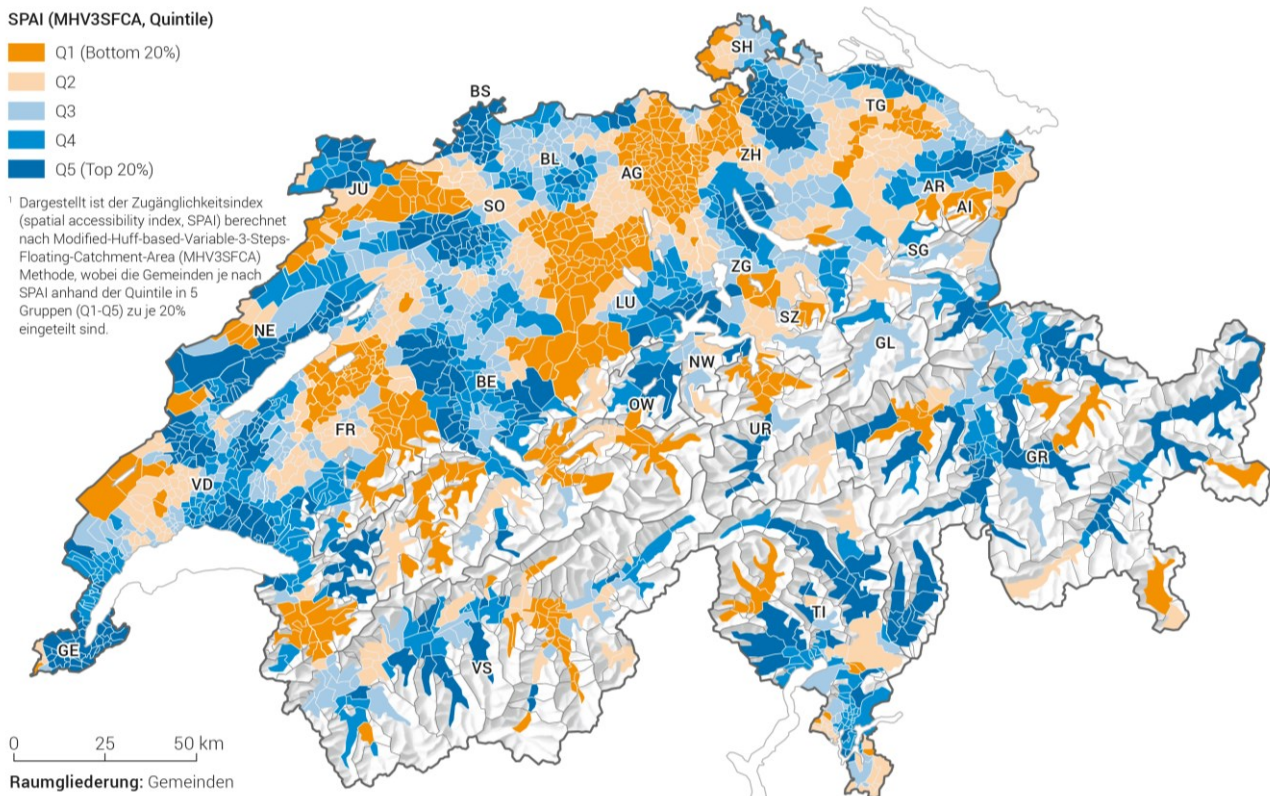 SPAI (MHV3SFCA, Quintile)
Q1 (Bottom 20%)
Q2
Q3
Q4
Q5 (Top 20%)
¹ Dargestellt ist der Zugänglichkeitsindex
(spatial accessibility index, SPAI) berechnet
nach Modified-Huff-based-Variable-3-Steps-
Floating-Catchment-Area (MHV3SFCA)
Methode, wobei die Gemeinden je nach
SPAI anhand der Quintile in 5
Gruppen (Q1-Q5) zu je 20%
eingeteilt sind.
SH
BS
TG
BL
ZH
AG
JU
AR
SO
AI
SG
ZG
LU
SZ
NE
GL
NW
BE
OW
FR
UR
GR
VD
TI
GE
VS
0 25 50 km
Raumgliederung: Gemeinden